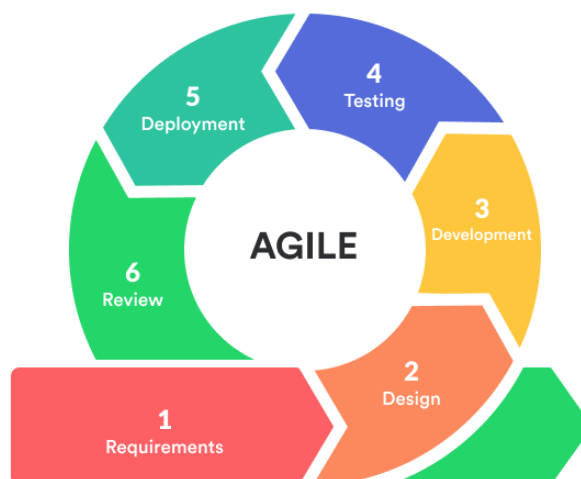 4
Testing
5
Deployment
3
Development
AGILE
6
Review
2
Design
1
Requirements